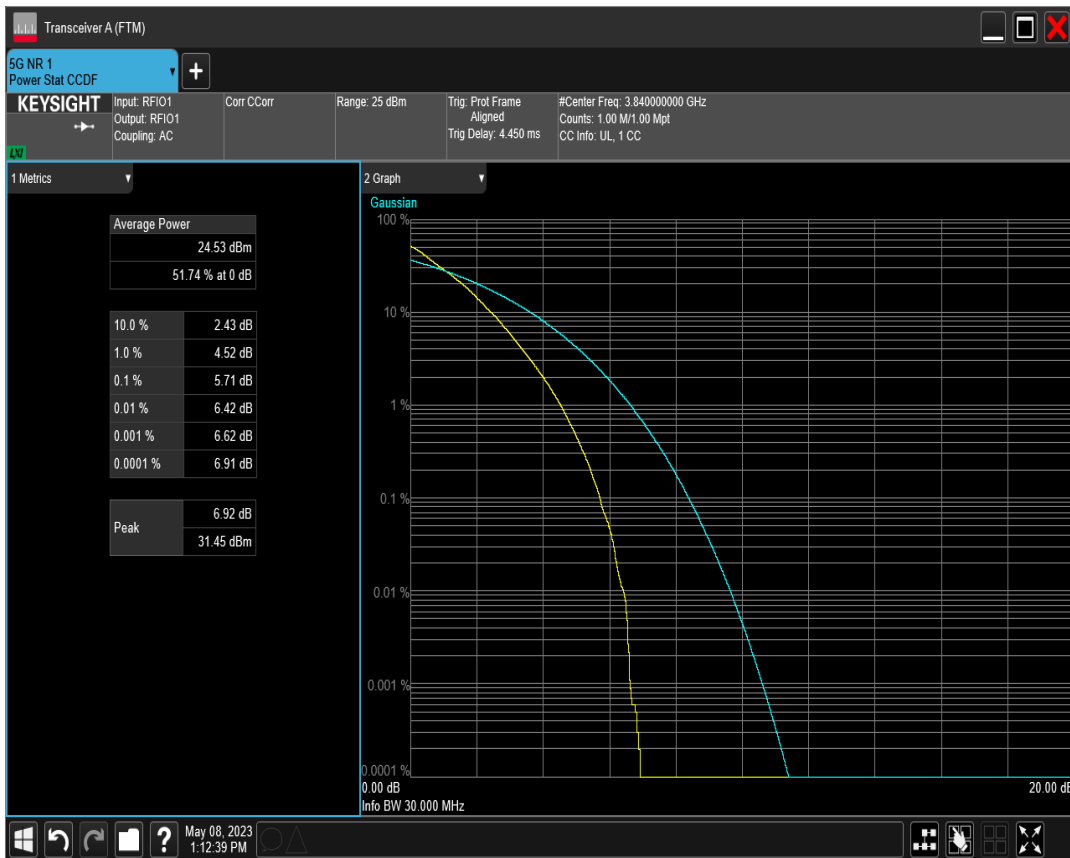 Transceiver A (FTM)
5G NR 1
Power Stat CCDF
KEYSIGHT
LXI
Input: RFIO1
Output: RFIO1
Coupling: AC
Corr CCorr
Range: 25 dBm
Trig: Prot Frame
Aligned
Trig Delay: 4.450 ms
#Center Freq: 3.840000000 GHz
Counts: 1.00 M/1.00 Mpt
CC Info: UL, 1 CC
1 Metrics
Average Power
24.53 dBm
51.74 % at 0 dB
10.0 % 2.43 dB
1.0 % 4.52 dB
0.1 % 5.71 dB
0.01 % 6.42 dB
0.001 % 6.62 dB
0.0001 % 6.91 dB
Peak 6.92 dB
31.45 dBm
2 Graph
Gaussian
100 %
10 %
1 %
0.1 %
0.01 %
0.001 %
0.0001 %
0.00 dB 20.00 dB
Info BW 30.000 MHz
?
May 08, 2023
1:12:39 PM